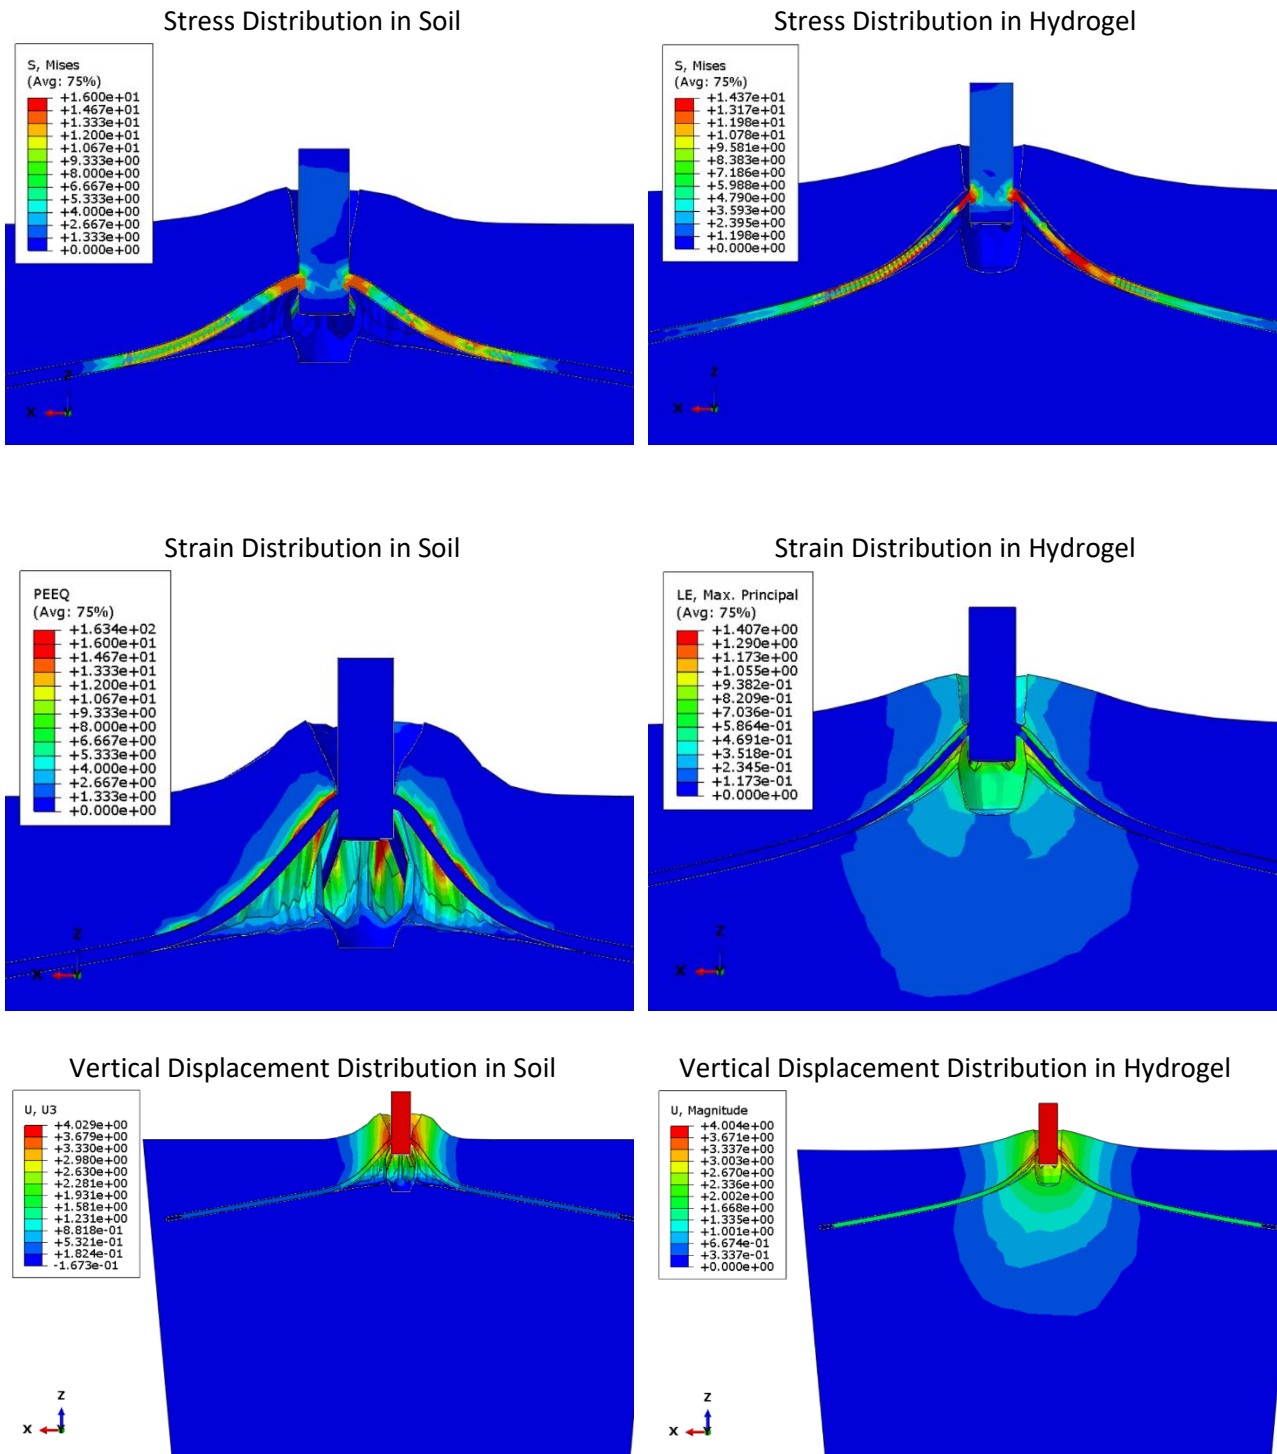 Stress Distribution in Soil
S, Mises
(Avg: 75%)
+1.600e+01
+1.467e+01
+1.333e+01
+1.200e+01
+1.067e+01
+9.333e+00
+8.000e+00
+6.667e+00
+5.333e+00
+4.000e+00
+2.667e+00
+1.333e+00
+0.000e+00
Z
X
Stress Distribution in Hydrogel
S, Mises
(Avg: 75%)
+1.437e+01
+1.317e+01
+1.198e+01
+1.078e+01
+9.581e+00
+8.383e+00
+7.186e+00
+5.988e+00
+4.790e+00
+3.593e+00
+2.395e+00
+1.198e+00
+0.000e+00
Z
X
Strain Distribution in Soil
PEEQ
(Avg: 75%)
+1.634e+02
+1.600e+01
+1.467e+01
+1.333e+01
+1.200e+01
+1.067e+01
+9.333e+00
+8.000e+00
+6.667e+00
+5.333e+00
+4.000e+00
+2.667e+00
+1.333e+00
+0.000e+00
Z
X
Strain Distribution in Hydrogel
LE, Max. Principal
(Avg: 75%)
+1.407e+00
+1.290e+00
+1.173e+00
+1.055e+00
+9.382e-01
+8.209e-01
+7.036e-01
+5.864e-01
+4.691e-01
+3.518e-01
+2.345e-01
+1.173e-01
+0.000e+00
Z
X
Vertical Displacement Distribution in Soil
U, U3
+4.029e+00
+3.679e+00
+3.330e+00
+2.980e+00
+2.630e+00
+2.281e+00
+1.931e+00
+1.581e+00
+1.231e+00
+8.818e-01
+5.321e-01
+1.824e-01
-1.673e-01
Z
X
Y
Vertical Displacement Distribution in Hydrogel
U, Magnitude
+4.004e+00
+3.671e+00
+3.337e+00
+3.003e+00
+2.670e+00
+2.336e+00
+2.002e+00
+1.668e+00
+1.335e+00
+1.001e+00
+6.674e-01
+3.337e-01
+0.000e+00
Z
X
Y